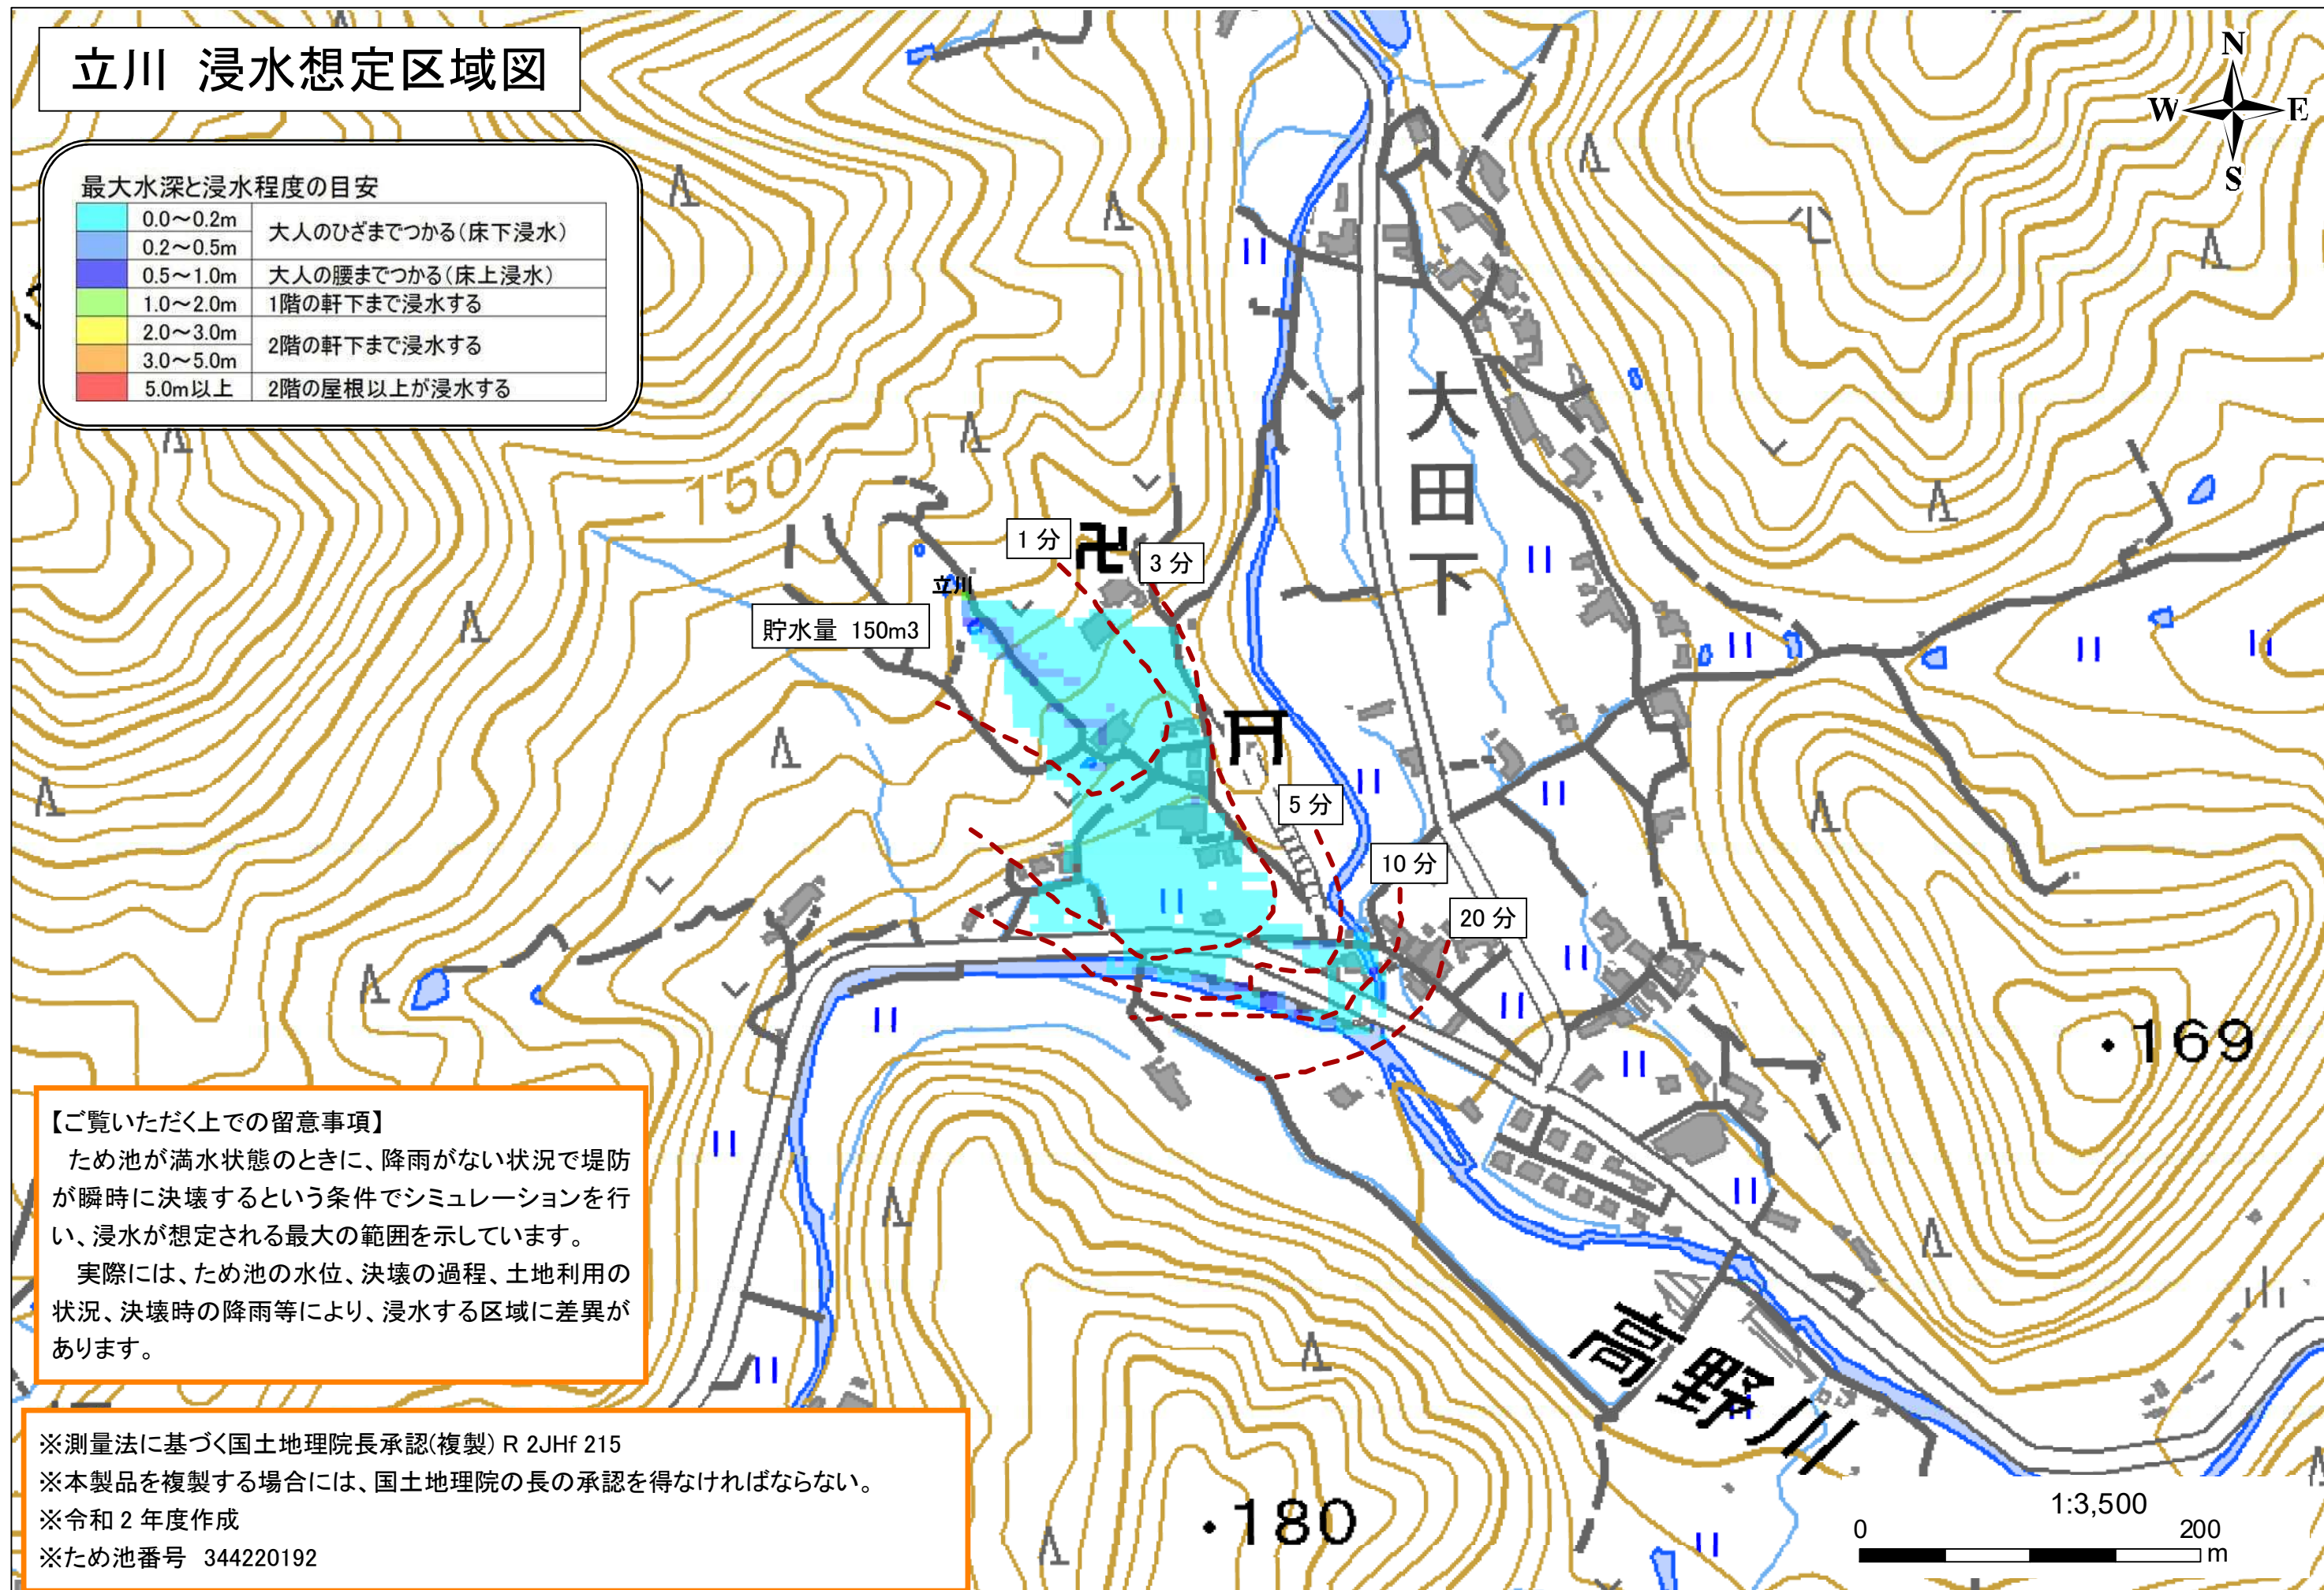 立川 浸水想定区域図
N
W E
S
最大水深と浸水程度の目安
0.0～0.2m 大人のひざまでつかる(床下浸水)
0.2～0.5m
0.5～1.0m 大人の腰までつかる(床上浸水)
1.0～2.0m 1階の軒下まで浸水する
2.0～3.0m 2階の軒下まで浸水する
3.0～5.0m
5.0m以上 2階の屋根以上が浸水する
150
大田下
1 分
3 分
立川
貯水量 150m3
5 分
10 分
20 分
169
180
高野川
【ご覧いただく上での留意事項】
ため池が満水状態のときに、降雨がない状況で堤防
が瞬時に決壊するという条件でシミュレーションを行
い、浸水が想定される最大の範囲を示しています。
実際には、ため池の水位、決壊の過程、土地利用の
状況、決壊時の降雨等により、浸水する区域に差異が
あります。
※測量法に基づく国土地理院長承認(複製) R 2JHf 215
※本製品を複製する場合には、国土地理院の長の承認を得なければならない。
※令和 2 年度作成
※ため池番号 344220192
1:3,500
0 200
m